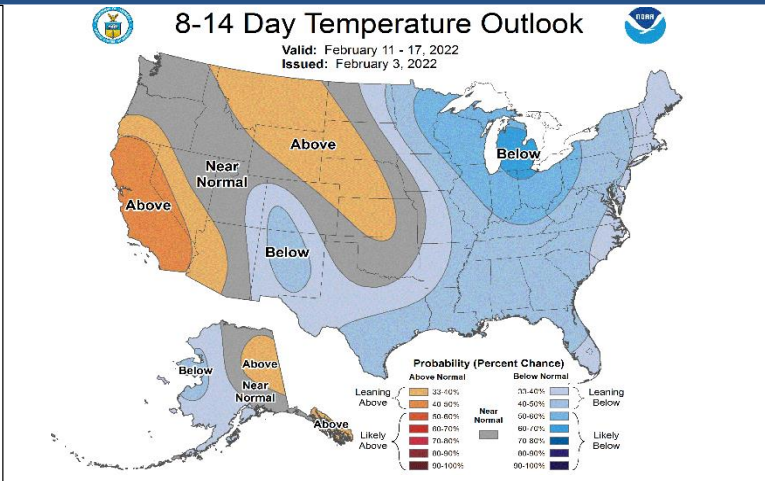 8-14 Day Temperature Outlook
NOAA
Valid: February 11 - 17, 2022
Issued: February 3, 2022
Above
Below
Near
Normal
Above
Below
Below
Above
Near
Normal
Above
Probability (Percent Chance)
Above Normal
Below Normal
Leaning
Above
33-40%
40-50%
Likely
Above
50-60%
60-70%
70-80%
80-90%
90-100%
Near
Normal
33-40%
40-50%
Leaning
Below
50-60%
60-70%
70-80%
80-90%
90-100%
Likely
Below